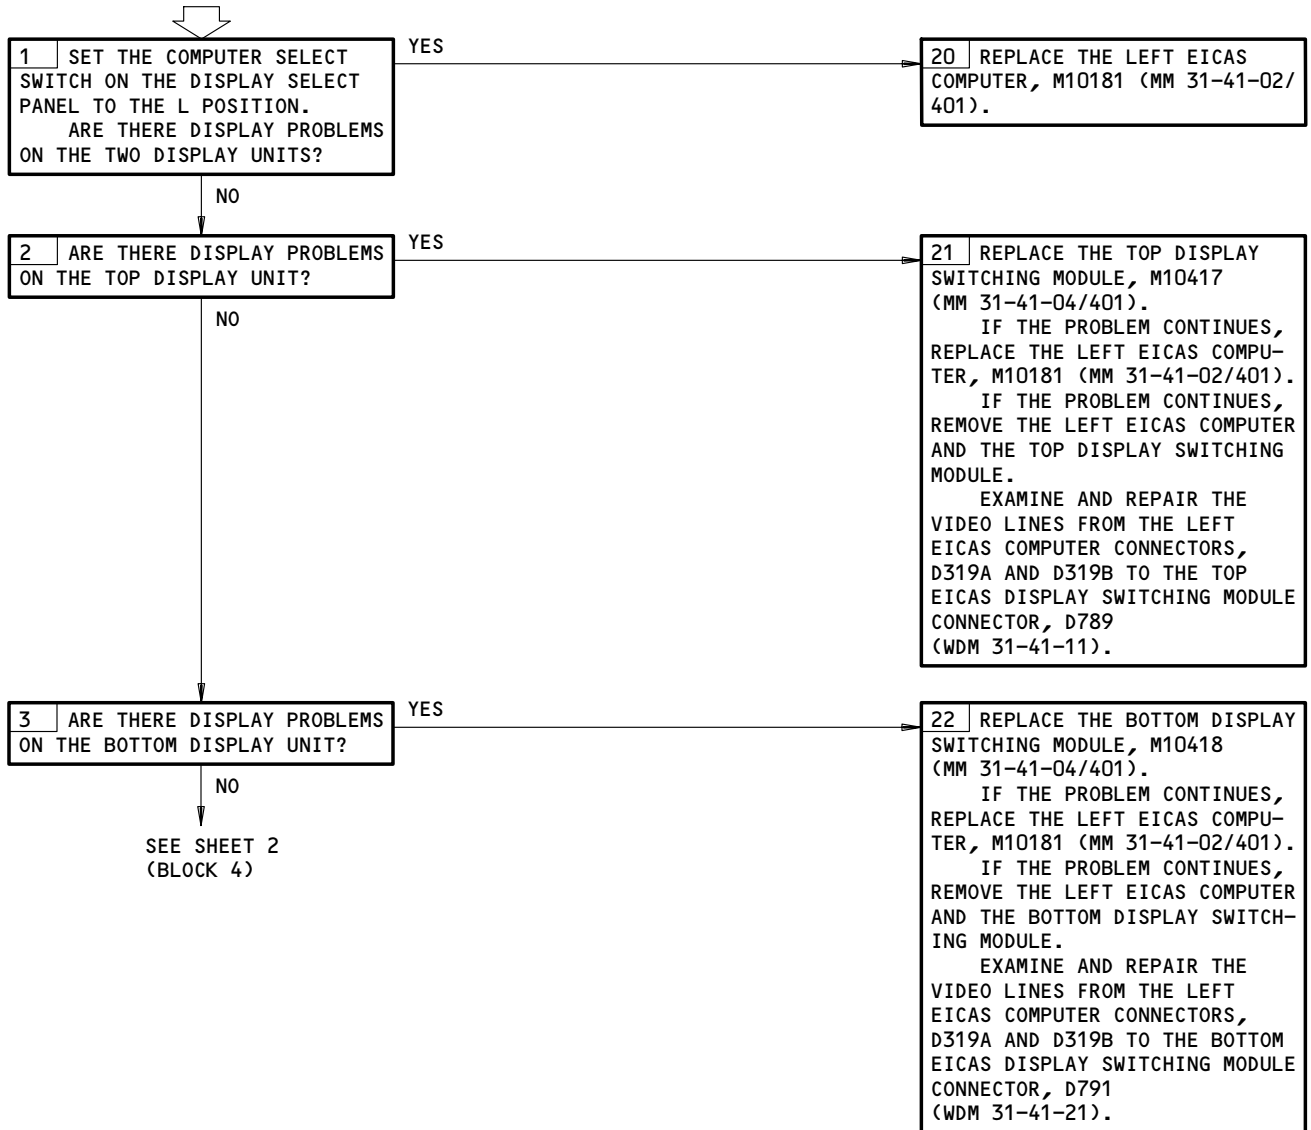 1 SET THE COMPUTER SELECT
SWITCH ON THE DISPLAY SELECT
PANEL TO THE L POSITION.
ARE THERE DISPLAY PROBLEMS
ON THE TWO DISPLAY UNITS?
YES
20 REPLACE THE LEFT EICAS
COMPUTER, M10181 (MM 31-41-02/
401).
NO
2 ARE THERE DISPLAY PROBLEMS
ON THE TOP DISPLAY UNIT?
YES
21 REPLACE THE TOP DISPLAY
SWITCHING MODULE, M10417
(MM 31-41-04/401).
IF THE PROBLEM CONTINUES,
REPLACE THE LEFT EICAS COMPU-
TER, M10181 (MM 31-41-02/401).
IF THE PROBLEM CONTINUES,
REMOVE THE LEFT EICAS COMPUTER
AND THE TOP DISPLAY SWITCHING
MODULE.
EXAMINE AND REPAIR THE
VIDEO LINES FROM THE LEFT
EICAS COMPUTER CONNECTORS,
D319A AND D319B TO THE TOP
EICAS DISPLAY SWITCHING MODULE
CONNECTOR, D789
(WDM 31-41-11).
NO
3 ARE THERE DISPLAY PROBLEMS
ON THE BOTTOM DISPLAY UNIT?
YES
22 REPLACE THE BOTTOM DISPLAY
SWITCHING MODULE, M10418
(MM 31-41-04/401).
IF THE PROBLEM CONTINUES,
REPLACE THE LEFT EICAS COMPU-
TER, M10181 (MM 31-41-02/401).
IF THE PROBLEM CONTINUES,
REMOVE THE LEFT EICAS COMPUTER
AND THE BOTTOM DISPLAY SWITCH-
ING MODULE.
EXAMINE AND REPAIR THE
VIDEO LINES FROM THE LEFT
EICAS COMPUTER CONNECTORS,
D319A AND D319B TO THE BOTTOM
EICAS DISPLAY SWITCHING MODULE
CONNECTOR, D791
(WDM 31-41-21).
NO
SEE SHEET 2
(BLOCK 4)